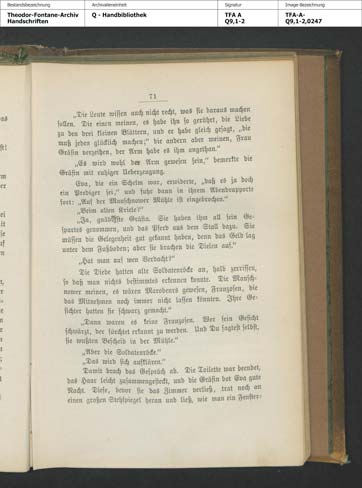 Bestandsbezeichnung
Theodor-Fontane-Archiv
Handschriften
Archivalieneinheit
Q - Handbibliothek
Signatur
TFA A
Q9,1-2
Image-Bezeichnung
TFA-A-
Q9,1-2,0247
71
„Die Leute wissen auch nicht recht, was sie daraus machen
sollen. Die einen meinen, es habe ihn so gerührt, die Liebe
zu den drei kleinen Blättern, und er habe gleich gesagt, „die
muß jeden glücklich machen;“ die andern aber meinen, Frau
Gräfin verzeihen, der Arm habe es ihm angethan.“
„Es wird wohl der Arm gewesen sein,“ bemerkte die
Gräfin mit ruhiger Ueberzeugung.
Eva, die ein Schelm war, erwiderte, „daß es ja doch
ein Prediger sei,“ und fuhr dann in ihrem Abendrapporte
fort: „Auf der Manschnower Mühle ist eingebrochen.“
„Beim alten Kriele?“
„Ja, gnädigste Gräfin. Sie haben ihm all sein Ge-
spartes genommen, und das Pferd aus dem Stall dazu. Sie
müssen die Gelegenheit gut gekannt haben, denn das Geld lag
unter dem Fußboden; aber sie brachen die Dielen auf.“
„Hat man auf wen Verdacht?“
Die Diebe hatten alte Soldatenröcke an, halb zerrissen,
so daß man nichts bestimmtes erkennen konnte. Die Mansch-
nower meinen, es wären Marodeurs gewesen, Franzosen, die
das Mitnehmen noch immer nicht lassen könnten. Ihre Ge-
sichter hatten sie schwarz gemacht.“
„Dann waren es keine Franzosen. Wer sein Gesicht
schwärzt, der fürchtet erkannt zu werden. Und Du sagtest selbst,
sie wußten Bescheid in der Mühle.“
„Aber die Soldatenröcke.“
„Das wird sich aufklären.“
Damit brach das Gespräch ab. Die Toilette war beendet,
das Haar leicht zusammengesteckt, und die Gräfin bot Eva gute
Nacht. Diese, bevor sie das Zimmer verließ, trat noch an
einen großen Stehspiegel heran und ließ, wie man ein Fenster-